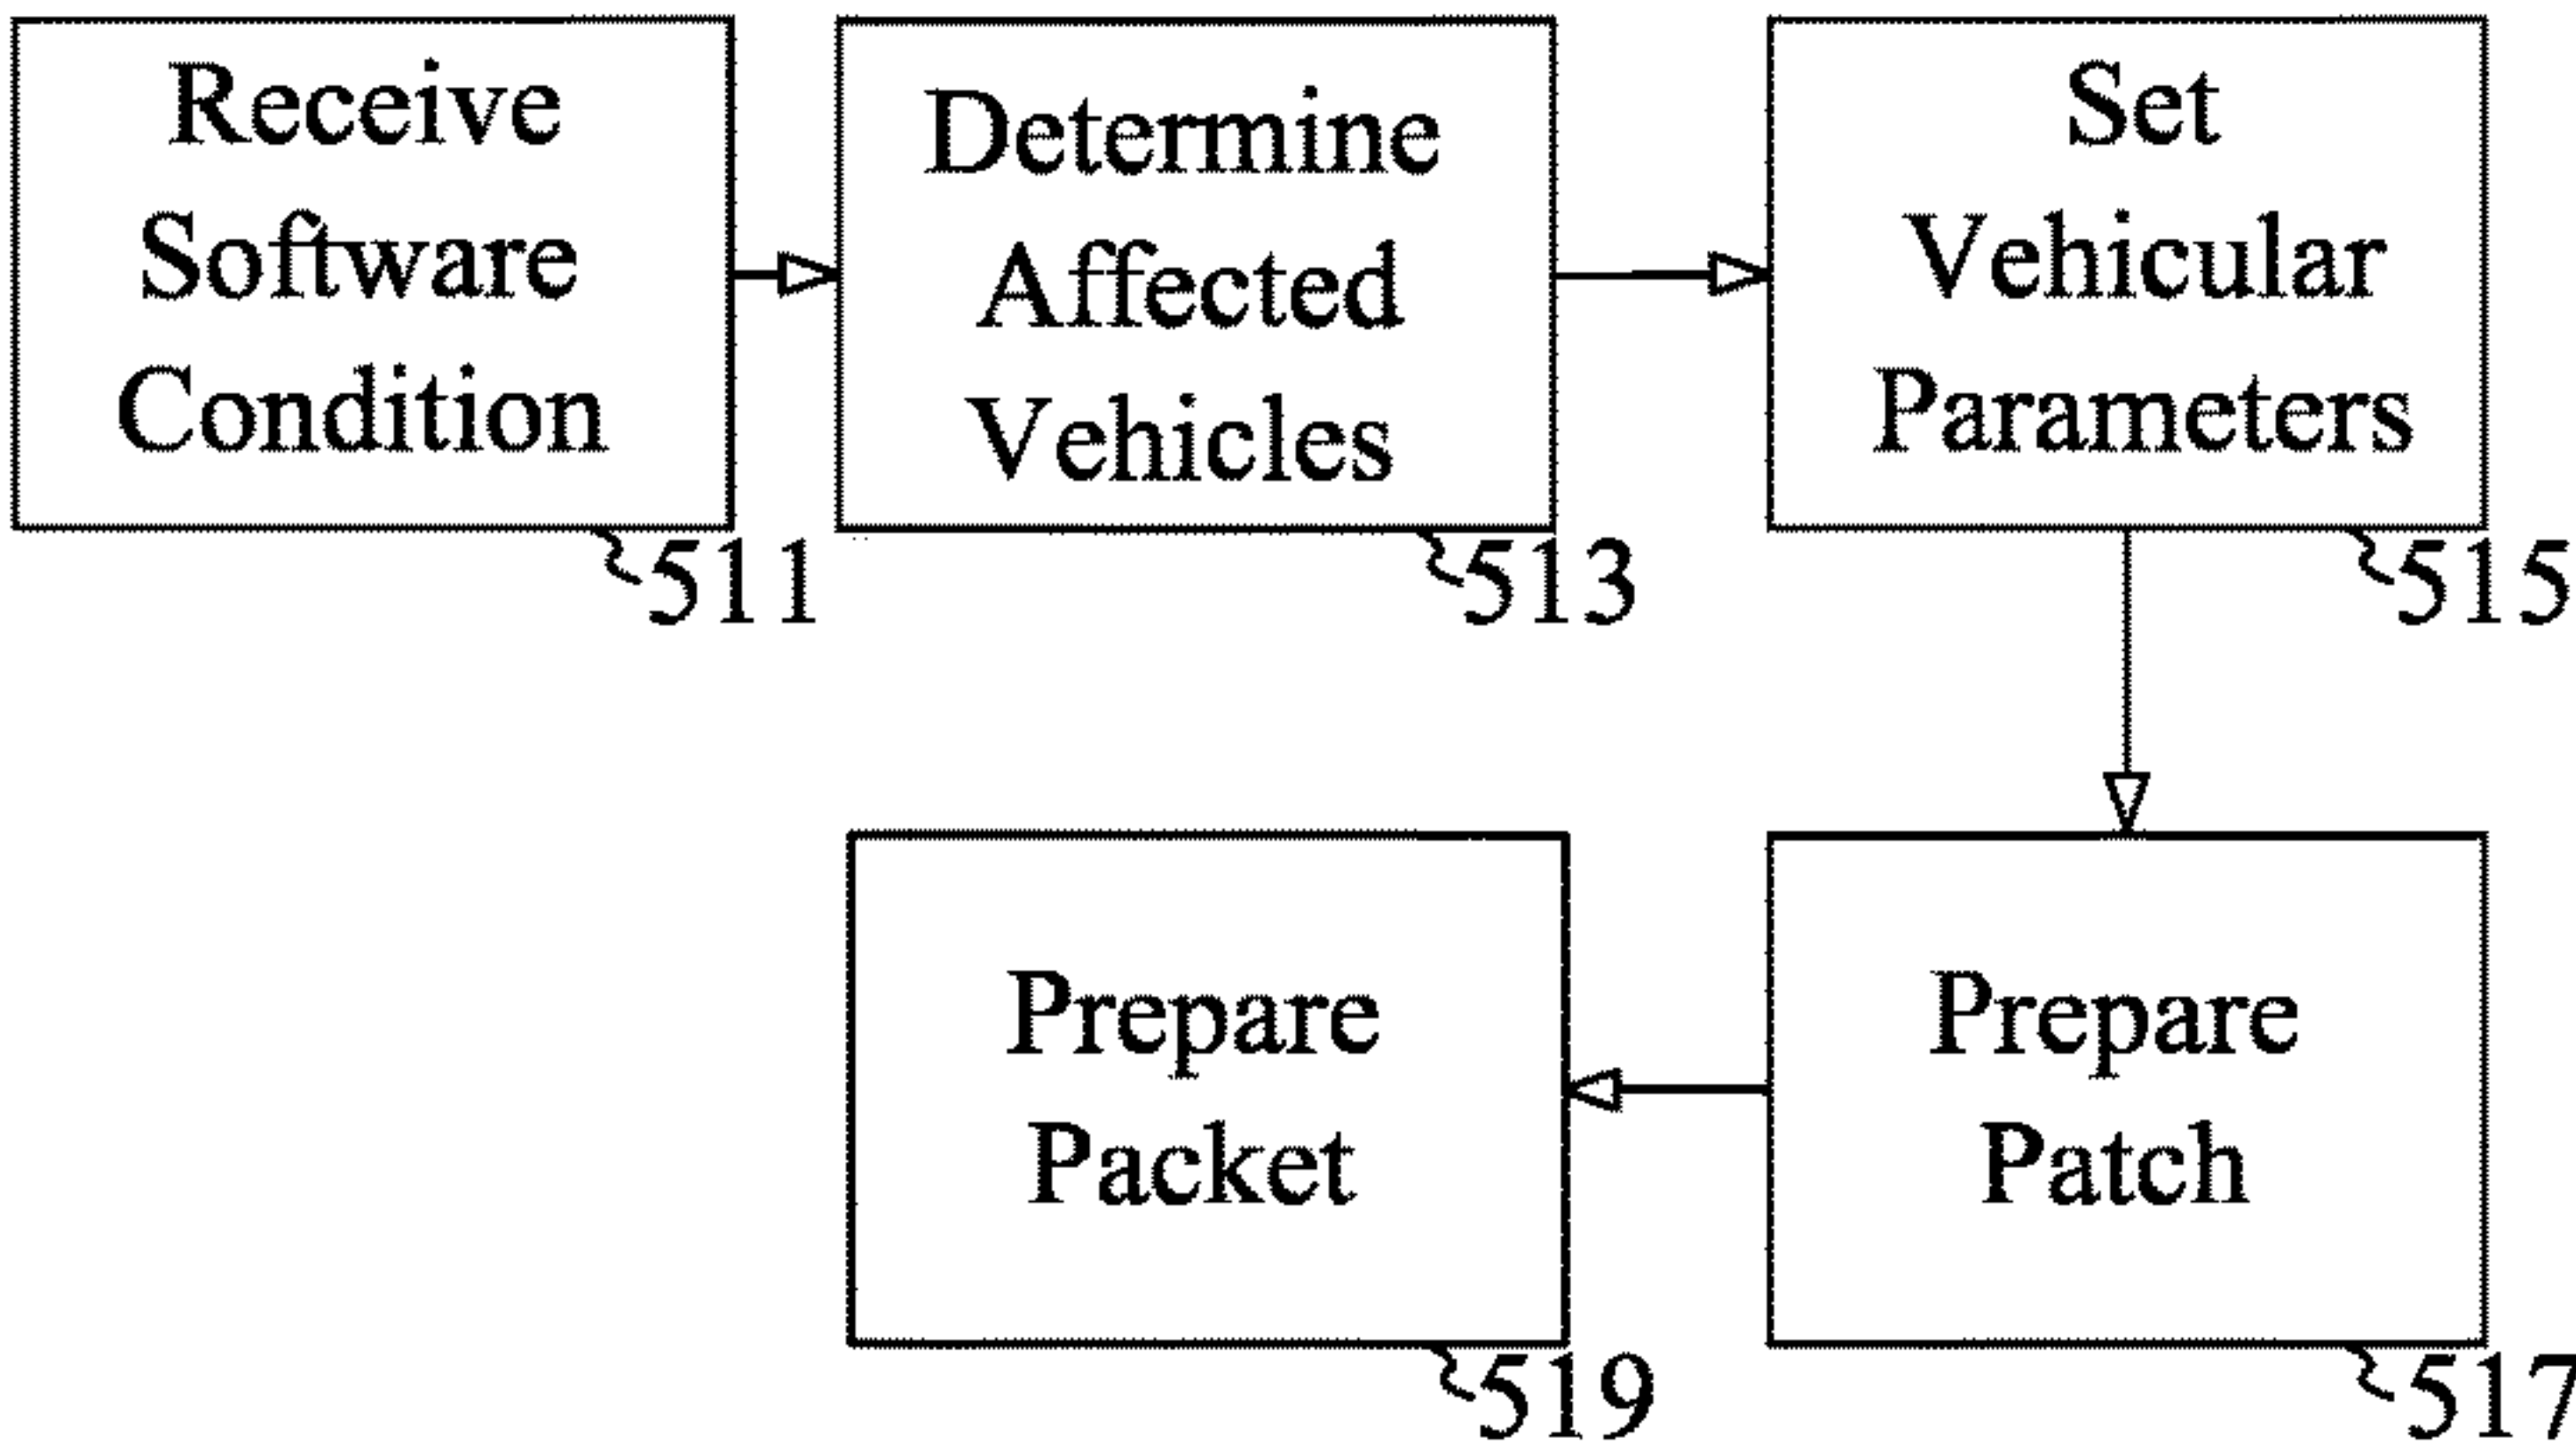 Receive
Software
Condition
511
Determine
Affected
Vehicles
513
Set
Vehicular
Parameters
515
Prepare
Patch
517
Prepare
Packet
519